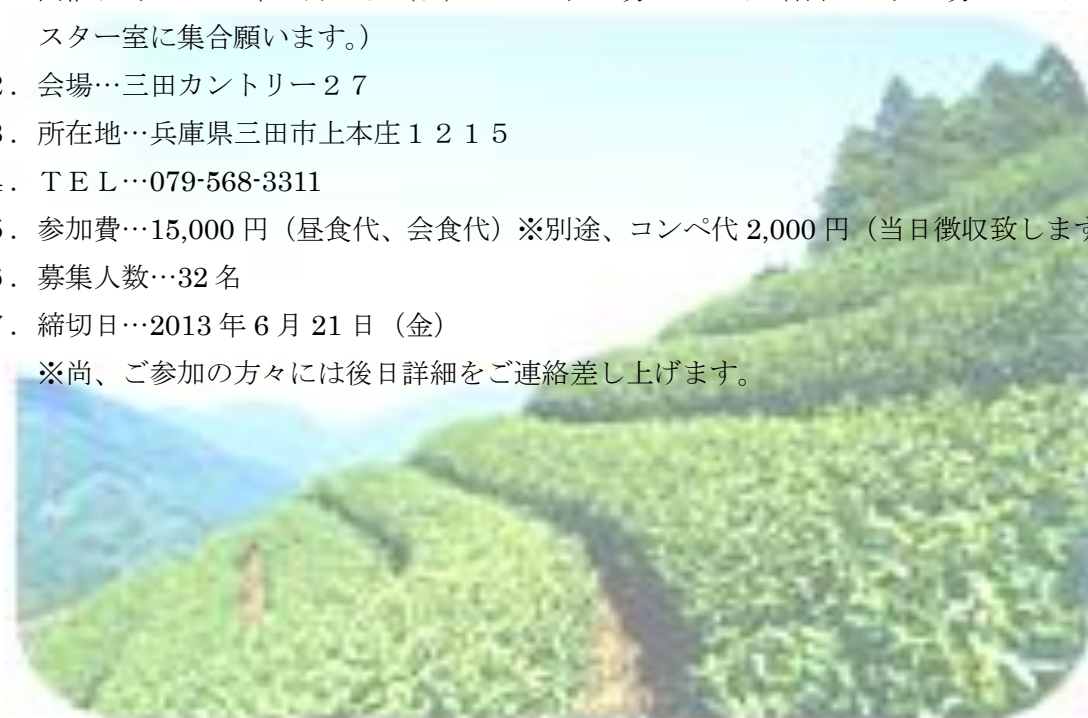 スター室に集合願います。）
．会場…三田カントリー２７
．所在地…兵庫県三田市上本庄１２１５
．ＴＥＬ…079-568-3311
．参加費…15,000 円（昼食代、会食代）※別途、コンペ代 2,000 円（当日徴収致します
．募集人数…32 名
．締切日…2013 年 6 月 21 日（金）
※尚、ご参加の方々には後日詳細をご連絡差し上げます。